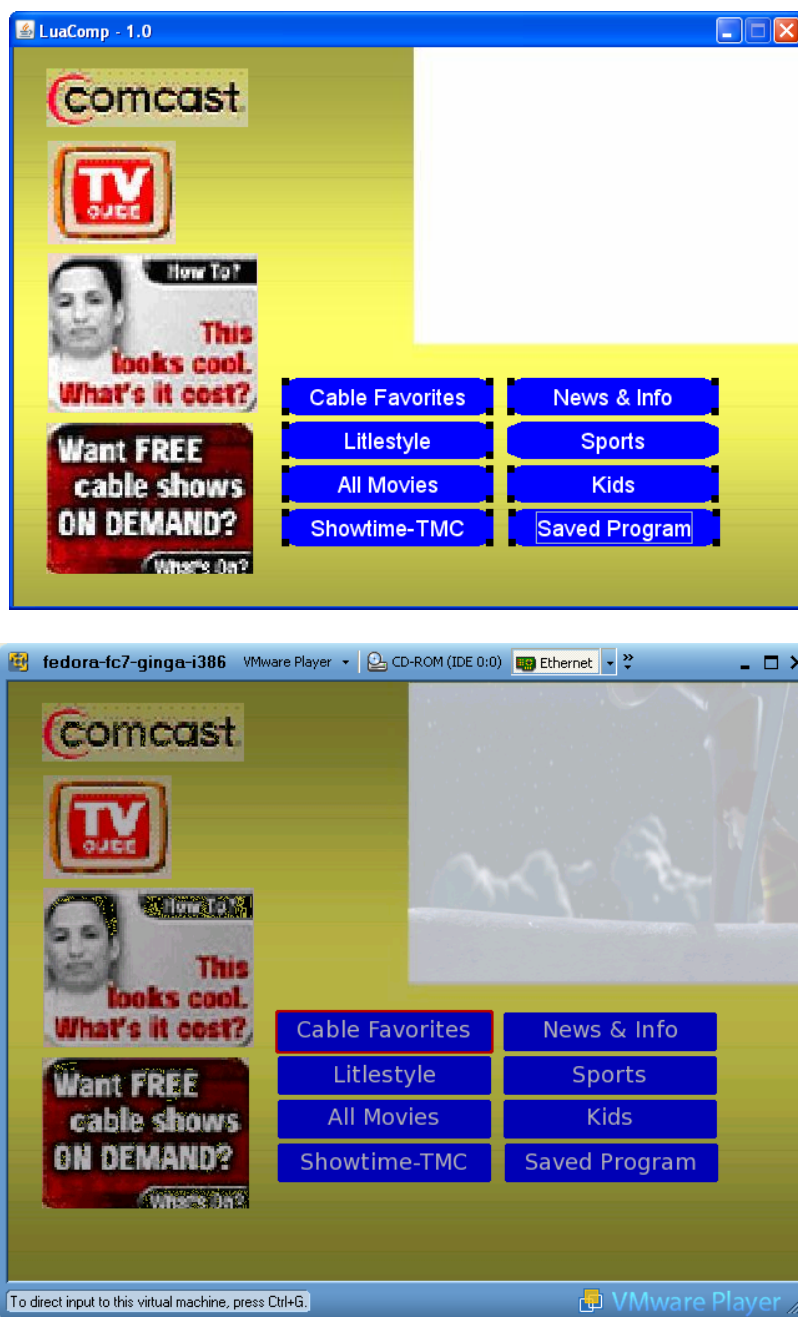 LuaComp - 1.0
comcast.
TV
GUIDE
How To?
This
looks cool.
What's it cost?
Want FREE
cable shows
ON DEMAND?
What's On?
Cable Favorites
News & Info
Litlestyle
Sports
All Movies
Kids
Showtime-TMC
Saved Program
fedora-fc7-ginga-i386 VMware Player CD-ROM (IDE 0:0) Ethernet
comcast.
TV
GUIDE
How To?
This
looks cool.
What's it cost?
Want FREE
cable shows
ON DEMAND?
What's On?
Cable Favorites
News & Info
Litlestyle
Sports
All Movies
Kids
Showtime-TMC
Saved Program
To direct input to this virtual machine, press Ctrl+G.
VMware Player